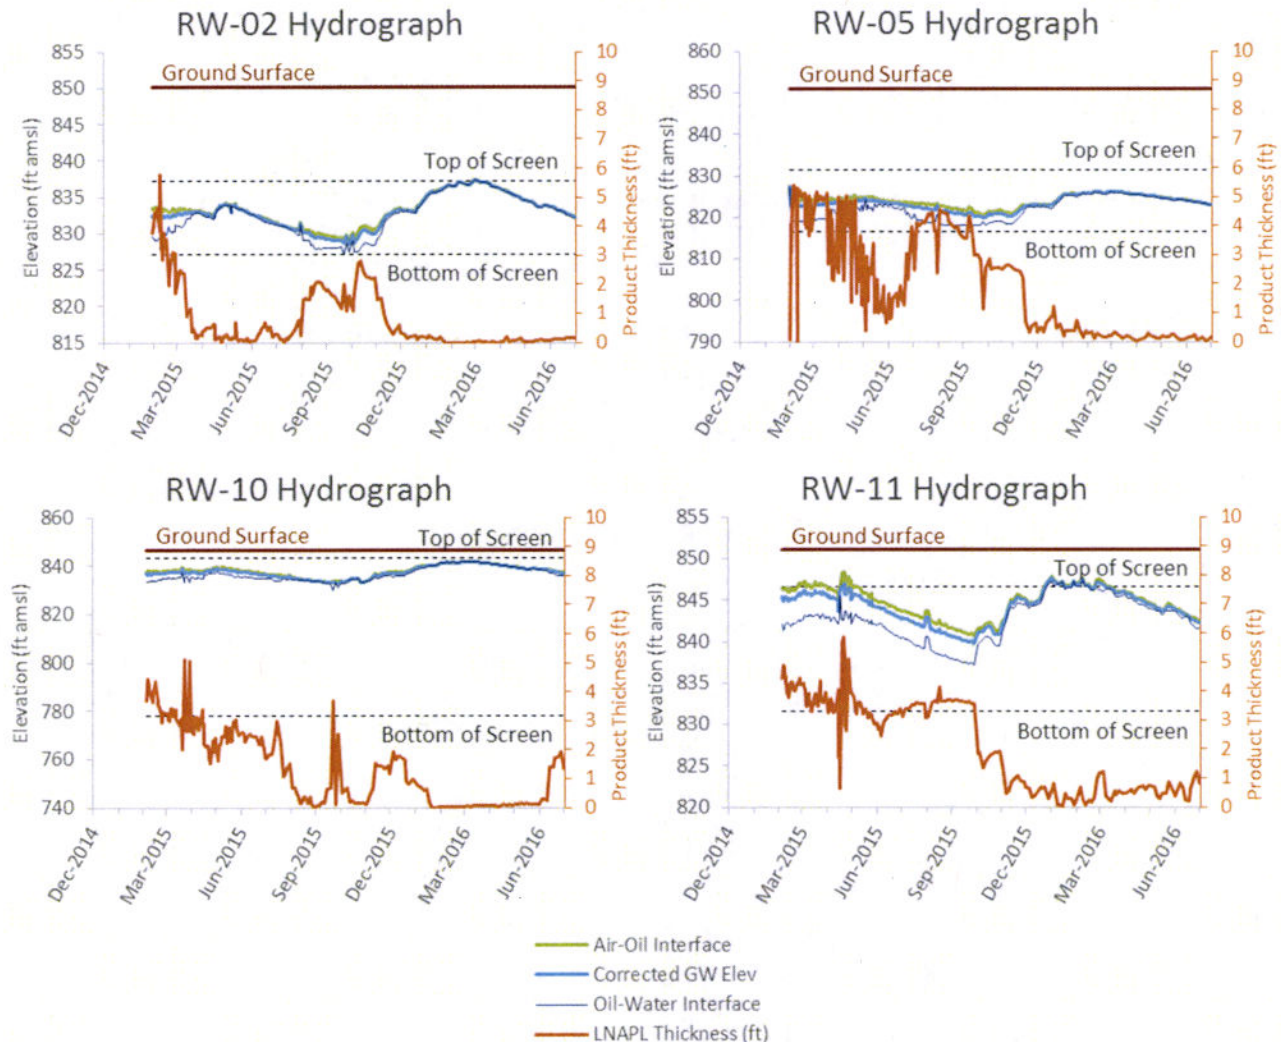 RW-02 Hydrograph
855
850
845
840
835
830
825
820
815
Elevation (ft amsl)
Ground Surface
Top of Screen
Bottom of Screen
10
9
8
7
6
5
4
3
2
1
0
Product Thickness (ft)
Dec-2014
Mar-2015
Jun-2015
Sep-2015
Dec-2015
Mar-2016
Jun-2016
RW-05 Hydrograph
860
850
840
830
820
810
800
790
Elevation (ft amsl)
Ground Surface
Top of Screen
Bottom of Screen
10
9
8
7
6
5
4
3
2
1
0
Product Thickness (ft)
Dec-2014
Mar-2015
Jun-2015
Sep-2015
Dec-2015
Mar-2016
Jun-2016
RW-10 Hydrograph
860
840
820
800
780
760
740
Elevation (ft amsl)
Ground Surface
Top of Screen
Bottom of Screen
10
9
8
7
6
5
4
3
2
1
0
Product Thickness (ft)
Dec-2014
Mar-2015
Jun-2015
Sep-2015
Dec-2015
Mar-2016
Jun-2016
RW-11 Hydrograph
855
850
845
840
835
830
825
820
Elevation (ft amsl)
Ground Surface
Top of Screen
Bottom of Screen
10
9
8
7
6
5
4
3
2
1
0
Product Thickness (ft)
Dec-2014
Mar-2015
Jun-2015
Sep-2015
Dec-2015
Mar-2016
Jun-2016
Air-Oil Interface
Corrected GW Elev
Oil-Water Interface
LNAPL Thickness (ft)